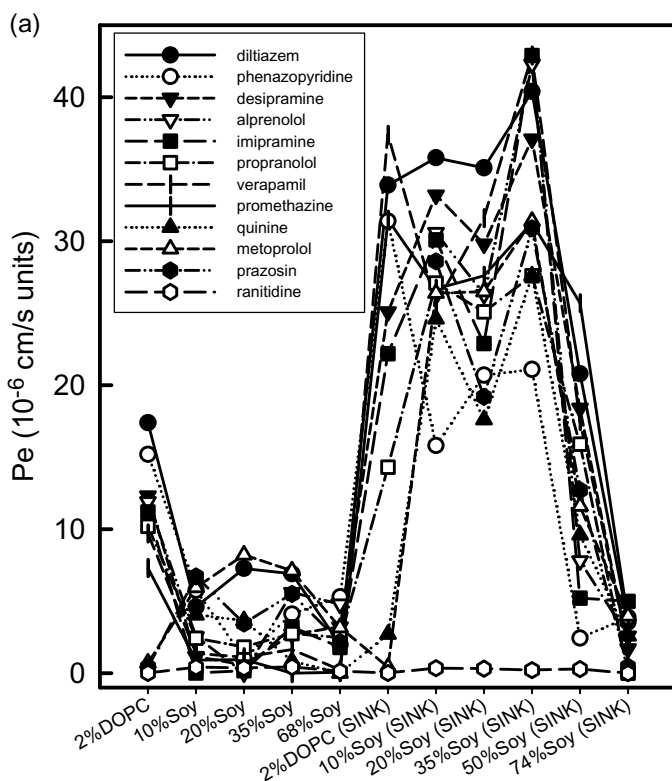 (a)
diltiazem
phenazopyridine
desipramine
alprenolol
imipramine
propranolol
verapamil
promethazine
quinine
metoprolol
prazosin
ranitidine
Pe (10⁻⁶ cm/s units)
40
30
20
10
0
2%DOPC
10%Soy
20%Soy
35%Soy
68%Soy
2%DOPC (SINK)
10%Soy (SINK)
20%Soy (SINK)
35%Soy (SINK)
50%Soy (SINK)
74%Soy (SINK)